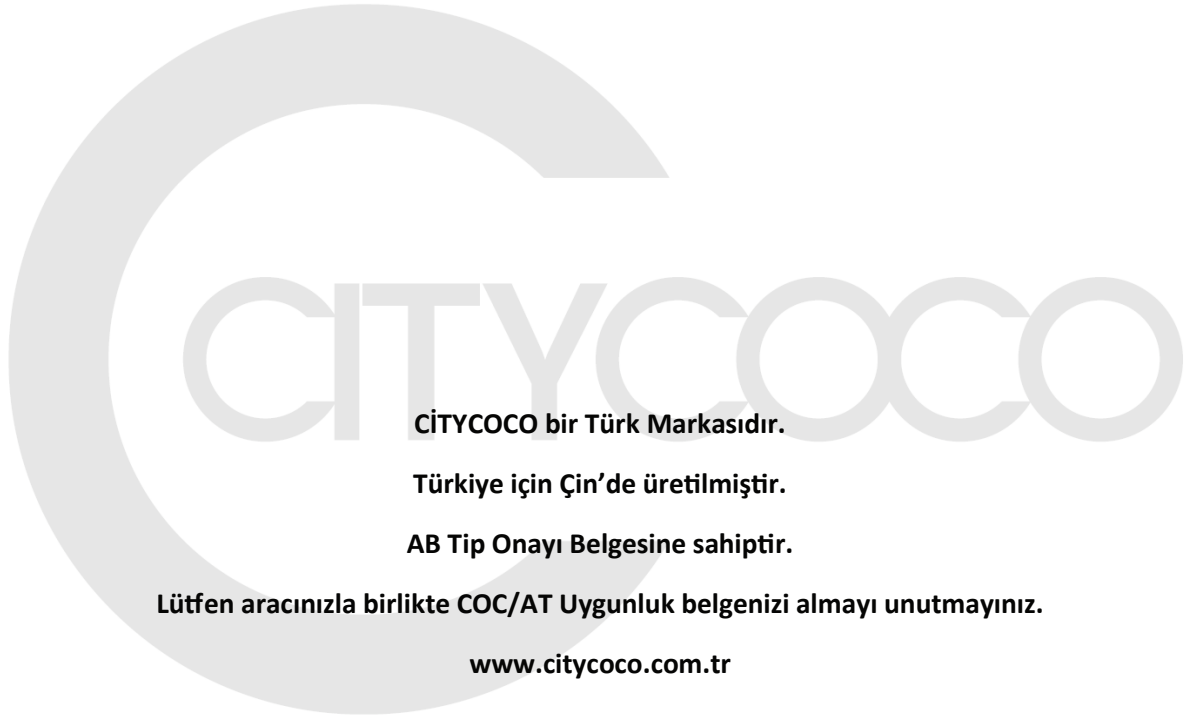 CITYCOCO
CİTYCOCO bir Türk Markasıdır.
Türkiye için Çin’de üretilmiştir.
AB Tip Onayı Belgesine sahiptir.
Lütfen aracınızla birlikte COC/AT Uygunluk belgenizi almayı unutmayınız.
www.citycoco.com.tr